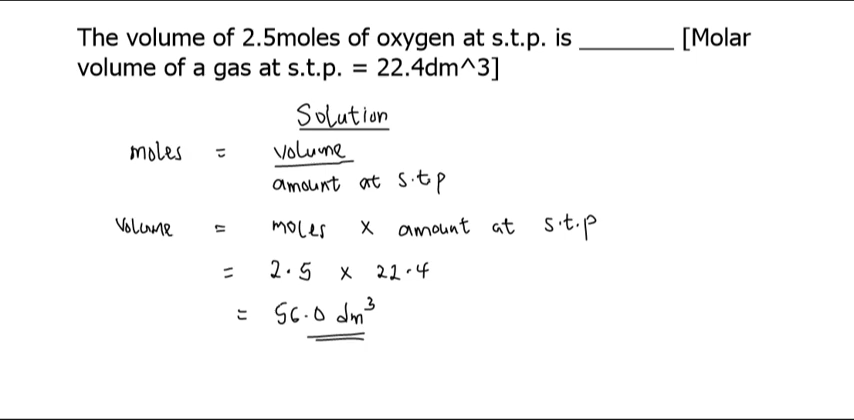 The volume of 2.5moles of oxygen at s.t.p. is ________ [Molar
volume of a gas at s.t.p. = 22.4dm^3]
Solution
moles = volume
amount at s.t.p
Volume = moles x amount at s.t.p
= 2.5 x 22.4
= 56.0 dm³